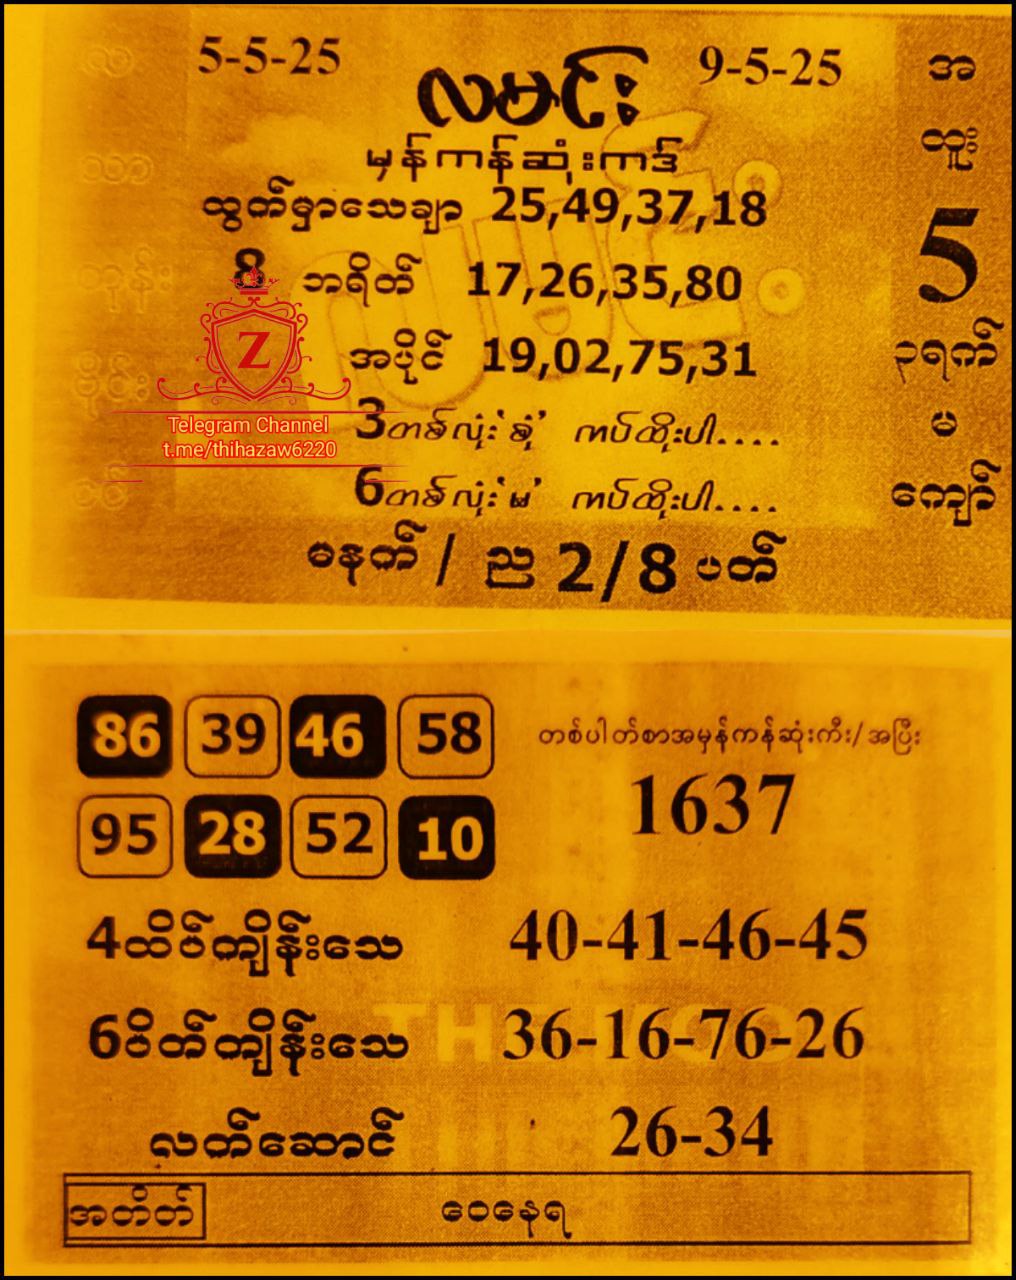 5-5-25
9-5-25
လမင်း
မှန်ကန်ဆုံးကဒ်
ထွက်မှာသေချာ 25,49,37,18
8 ဘရိတ် 17,26,35,80
အပိုင် 19,02,75,31
3တစ်လုံး'စုံ' ကပ်ထိုးပါ....
6တစ်လုံး'မ' ကပ်ထိုးပါ....
မနက် / ည 2/8 ပတ်
အ
ထူး
5
၃ရက်
မ
ကျော်
Z
Telegram Channel
t.me/thihazaw6220
86 39 46 58
95 28 52 10
တစ်ပါတ်စာအမှန်ကန်ဆုံးကီး/အပြီး
1637
4ထိပ်ကျိန်းသေ 40-41-46-45
6ပိတ်ကျိန်းသေ 36-16-76-26
လက်ဆောင် 26-34
အတိတ် ဝေနေရ